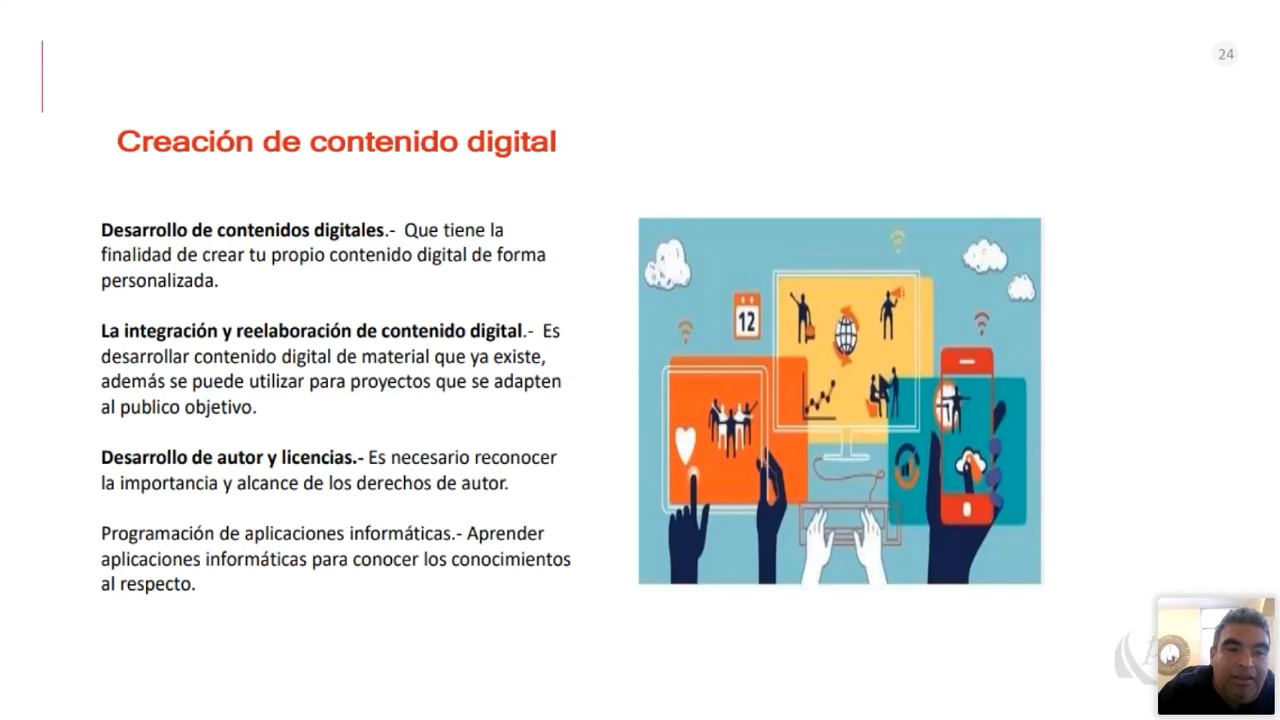 24
Creación de contenido digital
Desarrollo de contenidos digitales.- Que tiene la
finalidad de crear tu propio contenido digital de forma
personalizada.
La integración y reelaboración de contenido digital.- Es
desarrollar contenido digital de material que ya existe,
además se puede utilizar para proyectos que se adapten
al publico objetivo.
Desarrollo de autor y licencias.- Es necesario reconocer
la importancia y alcance de los derechos de autor.
Programación de aplicaciones informáticas.- Aprender
aplicaciones informáticas para conocer los conocimientos
al respecto.
12